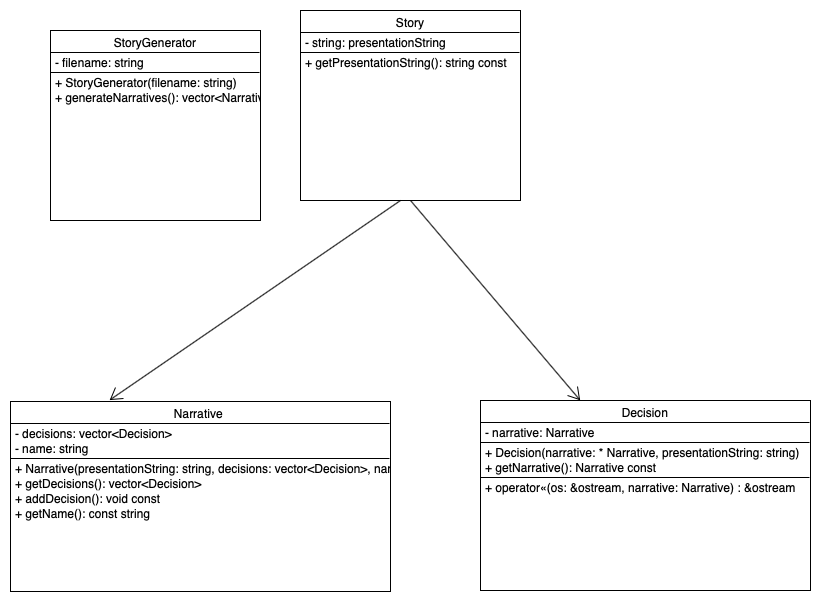 StoryGenerator
- filename: string
+ StoryGenerator(filename: string)
+ generateNarratives(): vector<Narrativ
Story
- string: presentationString
+ getPresentationString(): string const
Narrative
- decisions: vector<Decision>
- name: string
+ Narrative(presentationString: string, decisions: vector<Decision>, nar
+ getDecisions(): vector<Decision>
+ addDecision(): void const
+ getName(): const string
Decision
- narrative: Narrative
+ Decision(narrative: * Narrative, presentationString: string)
+ getNarrative(): Narrative const
+ operator«(os: &ostream, narrative: Narrative) : &ostream